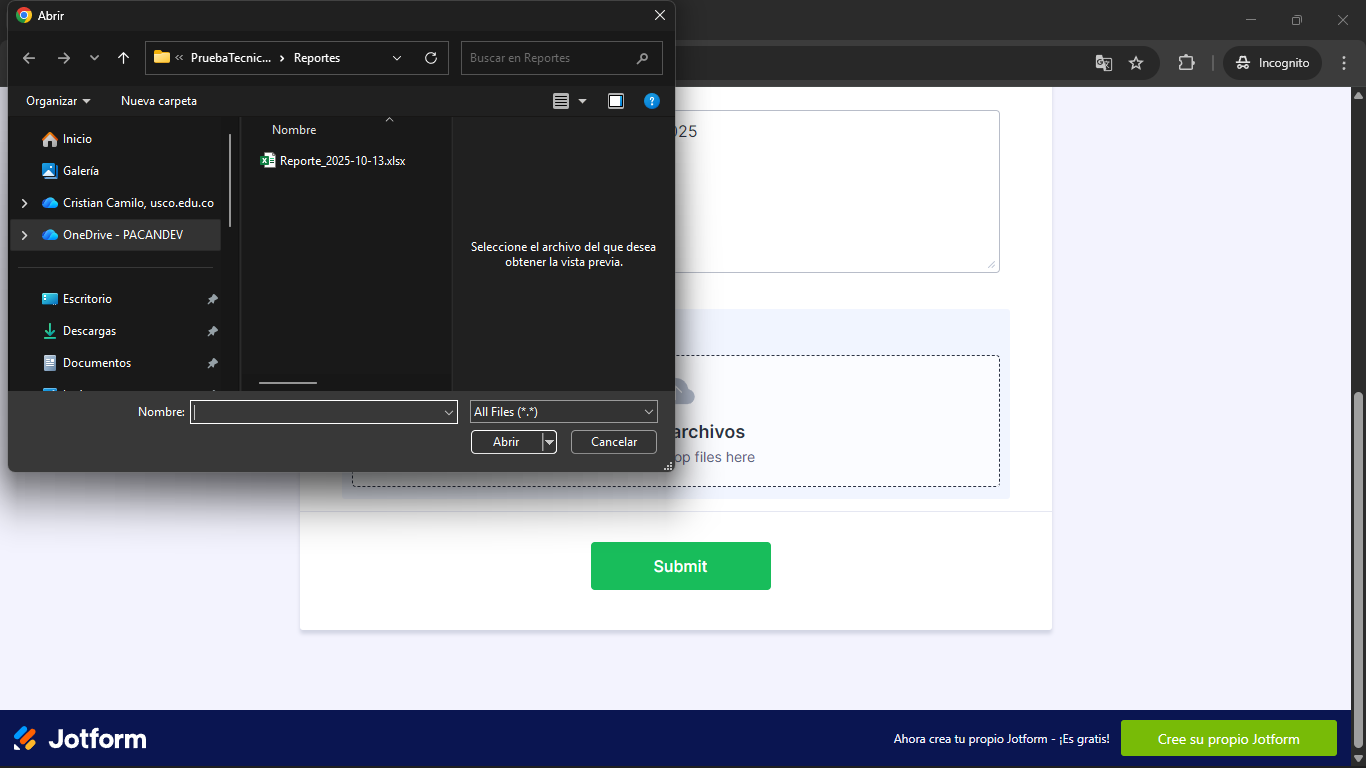 Abrir
PruebaTecnic... > Reportes
Buscar en Reportes
Incognito
Organizar
Nueva carpeta
Inicio
Galería
Cristian Camilo, usco.edu.co
OneDrive - PACANDEV
Escritorio
Descargas
Documentos
Nombre
Reporte_2025-10-13.xlsx
Seleccione el archivo del que desea
obtener la vista previa.
Nombre:
All Files (*.*)
Abrir
Cancelar
025
archivos
op files here
Submit
Jotform
Ahora crea tu propio Jotform - ¡Es gratis!
Cree su propio Jotform